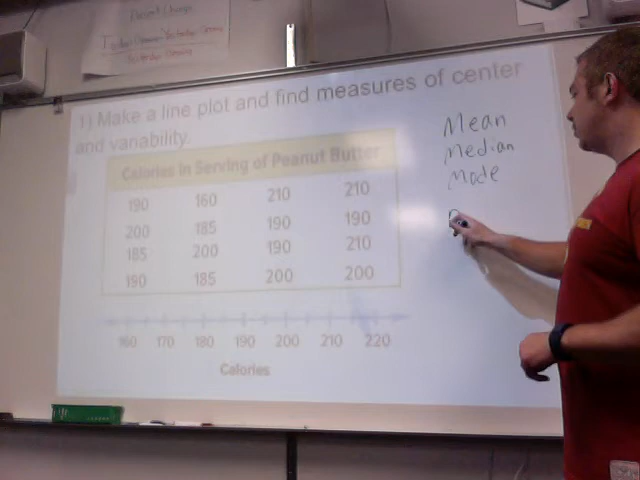 Percent Change
1) Make a line plot and find measures of center
and variability.
Calories in Serving of Peanut Butter
190 160 210 210
200 185 190 190
185 200 190 210
190 185 200 200
160 170 180 190 200 210 220
Calories
Mean
Median
Mode